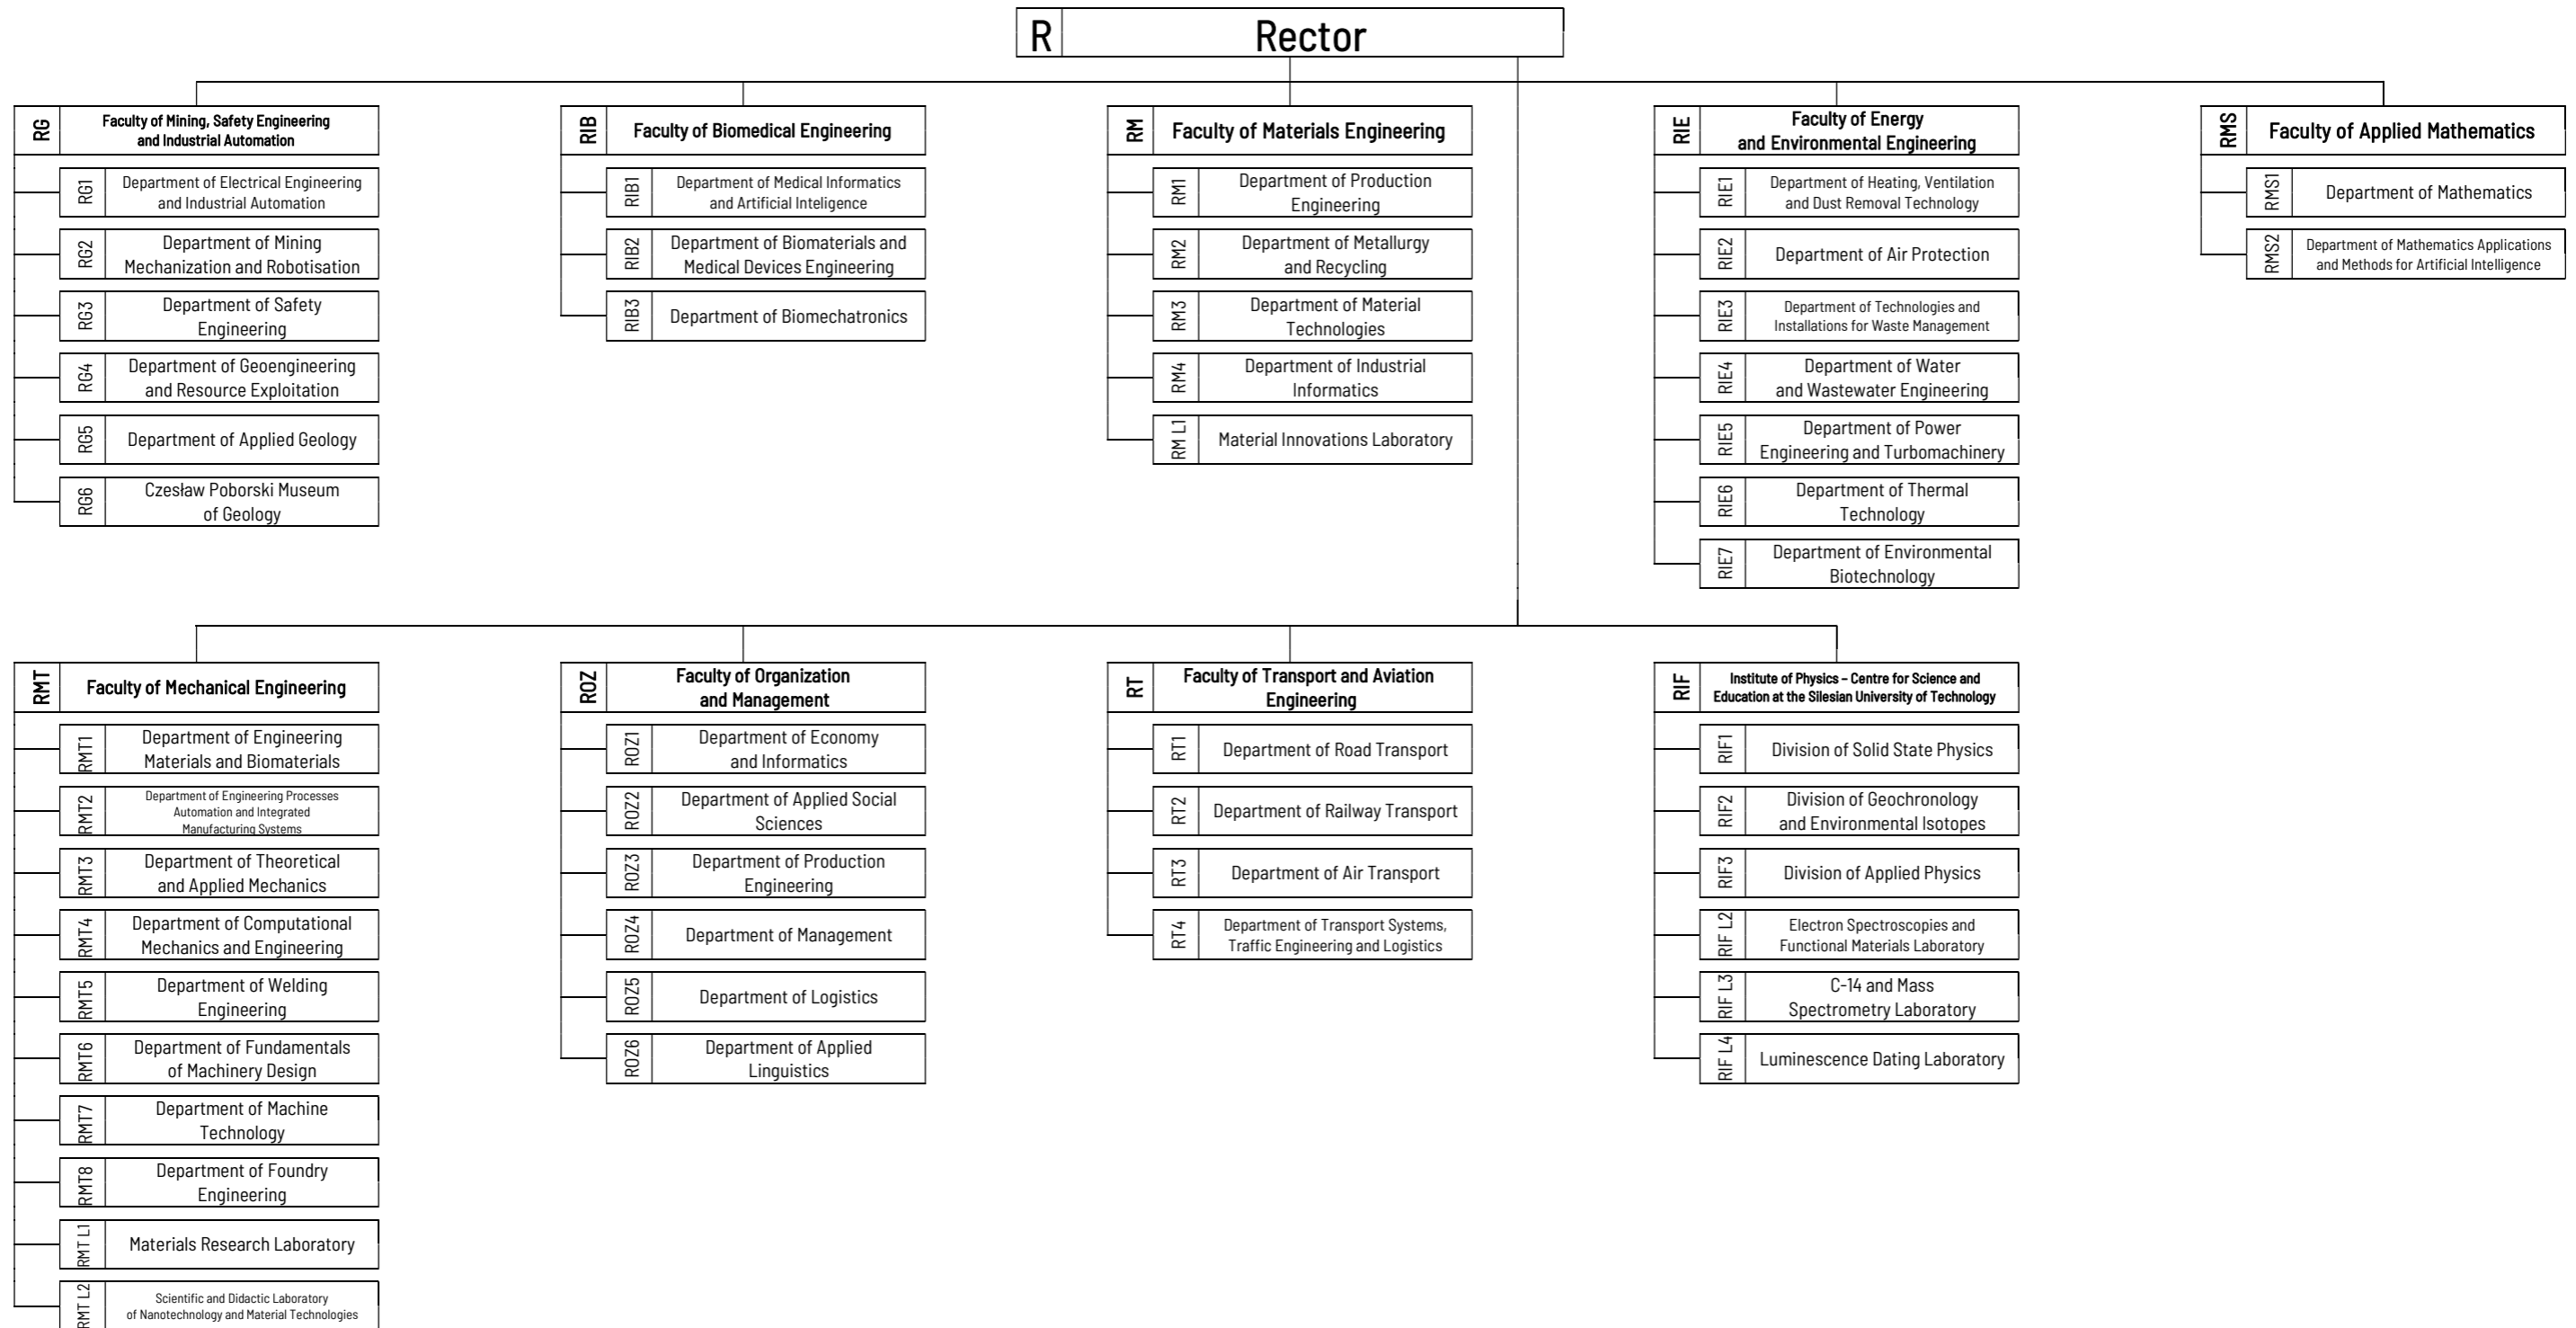 R
Rector
RG
Faculty of Mining, Safety Engineering
and Industrial Automation
RG1
Department of Electrical Engineering
and Industrial Automation
RG2
Department of Mining
Mechanization and Robotisation
RG3
Department of Safety
Engineering
RG4
Department of Geoengineering
and Resource Exploitation
RG5
Department of Applied Geology
RG6
Czesław Poborski Museum
of Geology
RIB
Faculty of Biomedical Engineering
RIB1
Department of Medical Informatics
and Artificial Inteligence
RIB2
Department of Biomaterials and
Medical Devices Engineering
RIB3
Department of Biomechatronics
RM
Faculty of Materials Engineering
RM1
Department of Production
Engineering
RM2
Department of Metallurgy
and Recycling
RM3
Department of Material
Technologies
RM4
Department of Industrial
Informatics
RM L1
Material Innovations Laboratory
RIE
Faculty of Energy
and Environmental Engineering
RIE1
Department of Heating, Ventilation
and Dust Removal Technology
RIE2
Department of Air Protection
RIE3
Department of Technologies and
Installations for Waste Management
RIE4
Department of Water
and Wastewater Engineering
RIE5
Department of Power
Engineering and Turbomachinery
RIE6
Department of Thermal
Technology
RIE7
Department of Environmental
Biotechnology
RMS
Faculty of Applied Mathematics
RMS1
Department of Mathematics
RMS2
Department of Mathematics Applications
and Methods for Artificial Intelligence
RMT
Faculty of Mechanical Engineering
RMT1
Department of Engineering
Materials and Biomaterials
RMT2
Department of Engineering Processes
Automation and Integrated
Manufacturing Systems
RMT3
Department of Theoretical
and Applied Mechanics
RMT4
Department of Computational
Mechanics and Engineering
RMT5
Department of Welding
Engineering
RMT6
Department of Fundamentals
of Machinery Design
RMT7
Department of Machine
Technology
RMT8
Department of Foundry
Engineering
RMT L1
Materials Research Laboratory
RMT L2
Scientific and Didactic Laboratory
of Nanotechnology and Material Technologies
ROZ
Faculty of Organization
and Management
ROZ1
Department of Economy
and Informatics
ROZ2
Department of Applied Social
Sciences
ROZ3
Department of Production
Engineering
ROZ4
Department of Management
ROZ5
Department of Logistics
ROZ6
Department of Applied
Linguistics
RT
Faculty of Transport and Aviation
Engineering
RT1
Department of Road Transport
RT2
Department of Railway Transport
RT3
Department of Air Transport
RT4
Department of Transport Systems,
Traffic Engineering and Logistics
RIF
Institute of Physics – Centre for Science and
Education at the Silesian University of Technology
RIF1
Division of Solid State Physics
RIF2
Division of Geochronology
and Environmental Isotopes
RIF3
Division of Applied Physics
RIF L2
Electron Spectroscopies and
Functional Materials Laboratory
RIF L3
C-14 and Mass
Spectrometry Laboratory
RIF L4
Luminescence Dating Laboratory